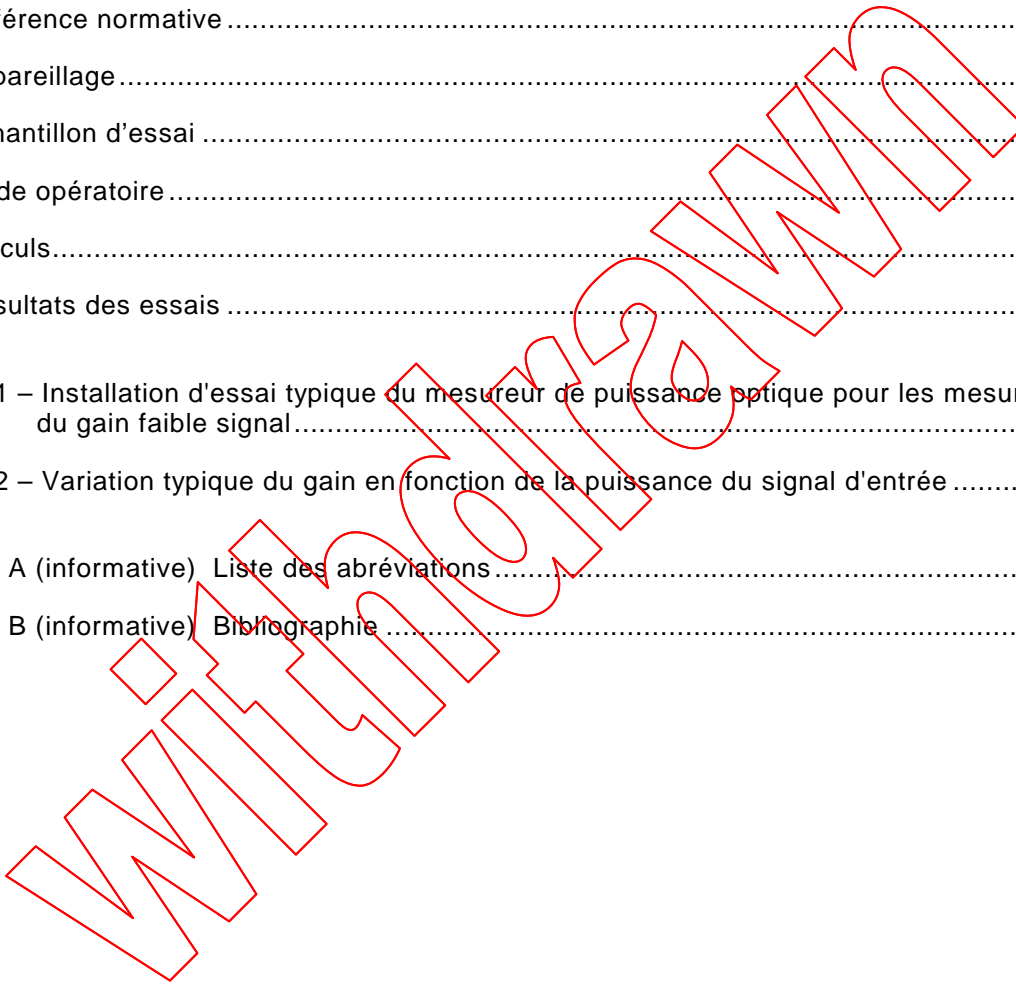 férence normative
pareillage
hantillon d'essai
de opératoire
culs
sultats des essais
1 – Installation d'essai typique du mesureur de puissance optique pour les mesur
du gain faible signal
2 – Variation typique du gain en fonction de la puissance du signal d'entrée
A (informative) Liste des abréviations
B (informative) Bibliographie
withdrawn